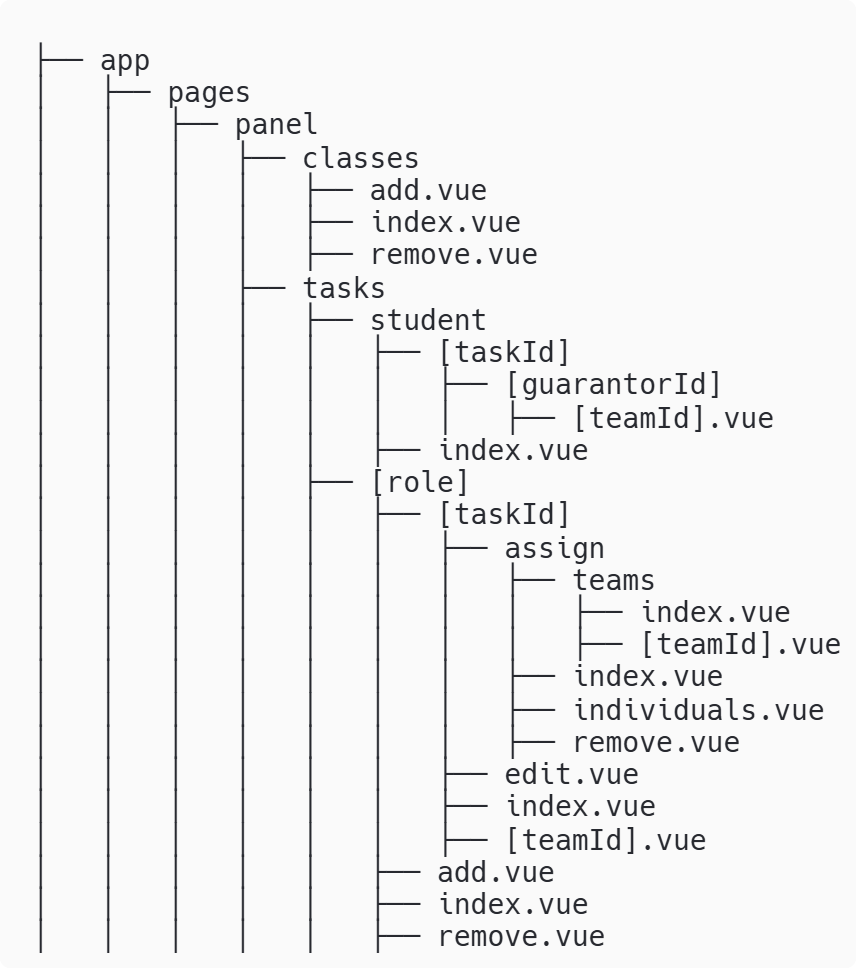 app
pages
panel
classes
add.vue
index.vue
remove.vue
tasks
student
[taskId]
[guarantorId]
[teamId].vue
index.vue
[role]
[taskId]
assign
teams
index.vue
[teamId].vue
index.vue
individuals.vue
remove.vue
edit.vue
index.vue
[teamId].vue
add.vue
index.vue
remove.vue